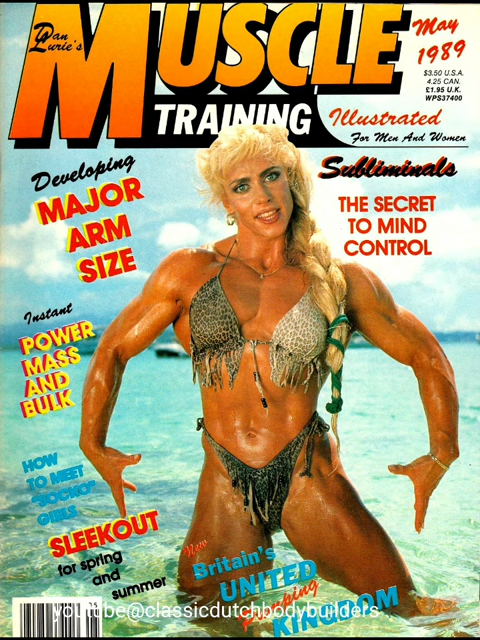 Dan
Lurie's
MUSCLE
TRAINING
Illustrated
For Men And Women
May
1989
$3.50 U.S.A.
4.25 CAN.
£1.95 U.K.
WPS37400
Developing
MAJOR
ARM
SIZE
Subliminals
THE SECRET
TO MIND
CONTROL
Instant
POWER
MASS
AND
BULK
HOW
TO MEET
"SOCKO"
GIRLS
SLEEKOUT
for spring
and
summer
New
Britain's
UNITED
KINGDOM
youtube@classicdutchbodybuilders